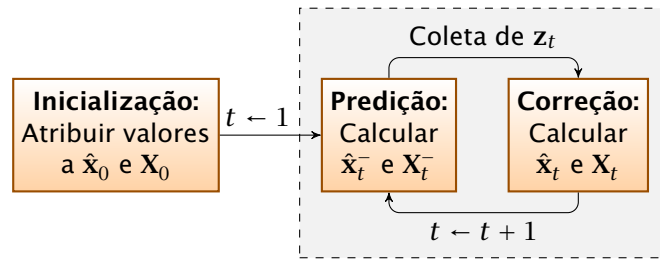 Inicialização:
Atribuir valores
a x̂₀ e X₀
t ← 1
Coleta de zₜ
Predição:
Calcular
x̂ₜ⁻ e Xₜ⁻
Correção:
Calcular
x̂ₜ e Xₜ
t ← t + 1